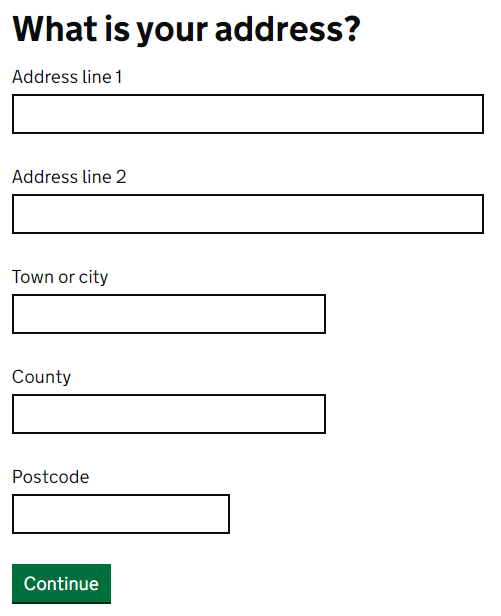 What is your address?
Address line 1
Address line 2
Town or city
County
Postcode
Continue